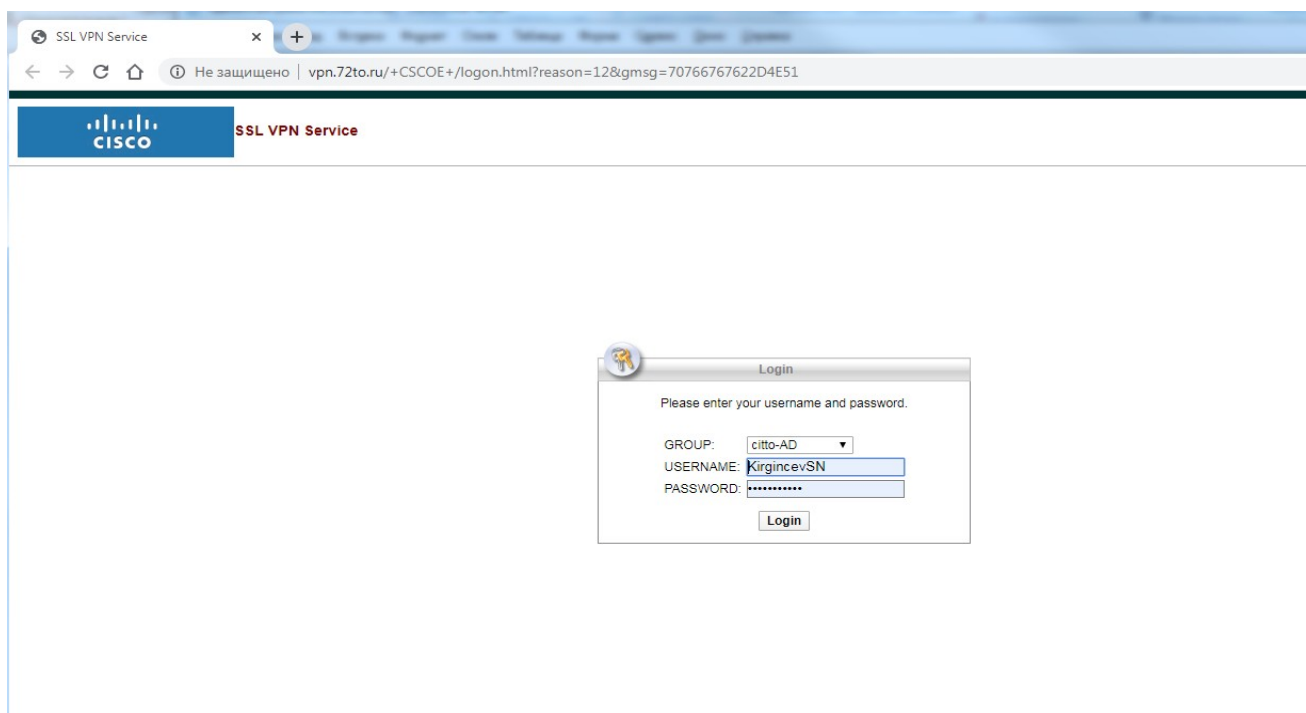 SSL VPN Service
Не защищено | vpn.72to.ru/+CSCOE+/logon.html?reason=12&gmsg=70766767622D4E51
CISCO
SSL VPN Service
Login
Please enter your username and password.
GROUP: citto-AD
USERNAME: KirgincevSN
PASSWORD: •••••••••••
Login